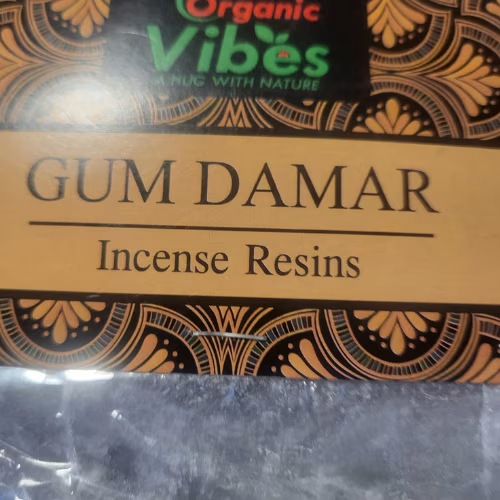 Organic
Vibes
A HUG WITH NATURE
GUM DAMAR
Incense Resins